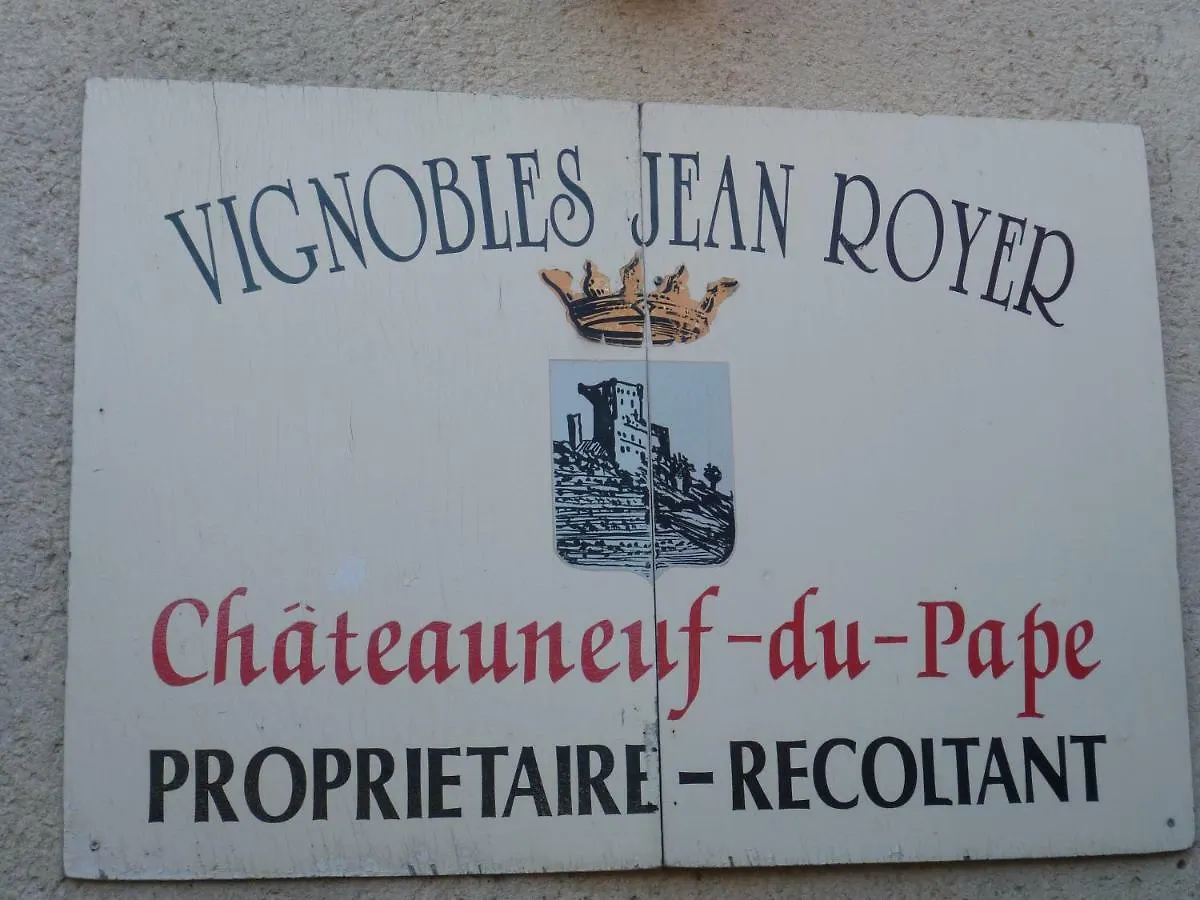 VIGNOBLES JEAN ROYER
Châteauneuf-du-Pape
PROPRIETAIRE-RECOLTANT